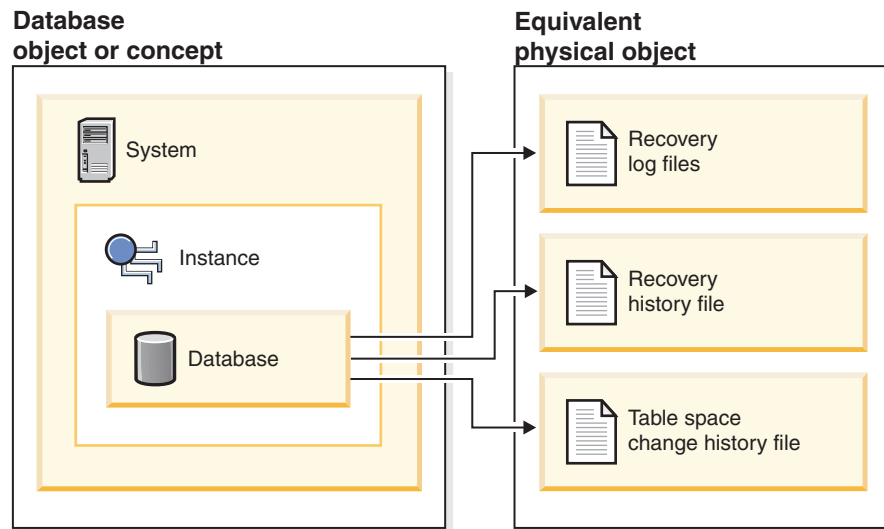 Database
object or concept
System
Instance
Database
Equivalent
physical object
Recovery
log files
Recovery
history file
Table space
change history file